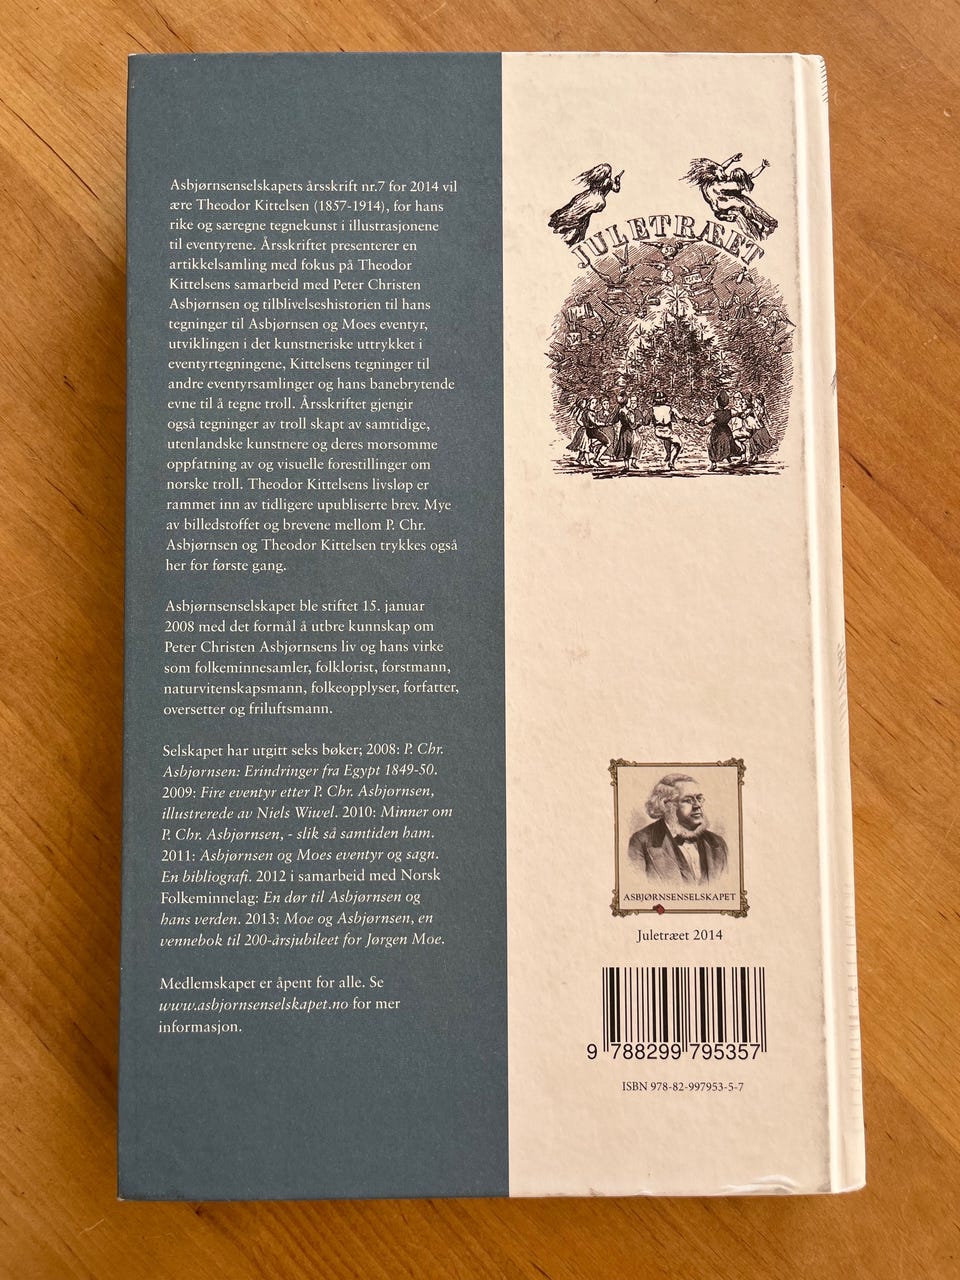 Asbjørnsenselskapets årsskrift nr.7 for 2014 vil
ære Theodor Kittelsen (1857-1914), for hans
rike og særegne tegnekunst i illustrasjonene
til eventyrene. Årsskriftet presenterer en
artikkelsamling med fokus på Theodor
Kittelsens samarbeid med Peter Christen
Asbjørnsen og tilblivelseshistorien til hans
tegninger til Asbjørnsen og Moes eventyr,
utviklingen i det kunstneriske uttrykket i
eventyrtegningene, Kittelsens tegninger til
andre eventyrsamlinger og hans banebrytende
evne til å tegne troll. Årsskriftet gjengir
også tegninger av troll skapt av samtidige,
utenlandske kunstnere og deres morsomme
oppfatning av og visuelle forestillinger om
norske troll. Theodor Kittelsens livsløp er
rammet inn av tidligere upubliserte brev. Mye
av billedstoffet og brevene mellom P. Chr.
Asbjørnsen og Theodor Kittelsen trykkes også
her for første gang.
Asbjørnsenselskapet ble stiftet 15. januar
2008 med det formål å utbre kunnskap om
Peter Christen Asbjørnsens liv og hans virke
som folkeminnesamler, folklorist, forstmann,
naturvitenskapsmann, folkeopplyser, forfatter,
oversetter og friluftsmann.
Selskapet har utgitt seks bøker; 2008: P. Chr.
Asbjørnsen: Erindringer fra Egypt 1849-50.
2009: Fire eventyr etter P. Chr. Asbjørnsen,
illustrerede av Niels Wiwel. 2010: Minner om
P. Chr. Asbjørnsen, - slik så samtiden ham.
2011: Asbjørnsen og Moes eventyr og sagn.
En bibliografi. 2012 i samarbeid med Norsk
Folkeminnelag: En dør til Asbjørnsen og
hans verden. 2013: Moe og Asbjørnsen, en
vennebok til 200-årsjubileet for Jørgen Moe.
Medlemskapet er åpent for alle. Se
www.asbjornsenselskapet.no for mer
informasjon.
JULETRÆET
ASBJØRNSENSELSKAPET
Juletræet 2014
9 788299 795357
ISBN 978-82-997953-5-7